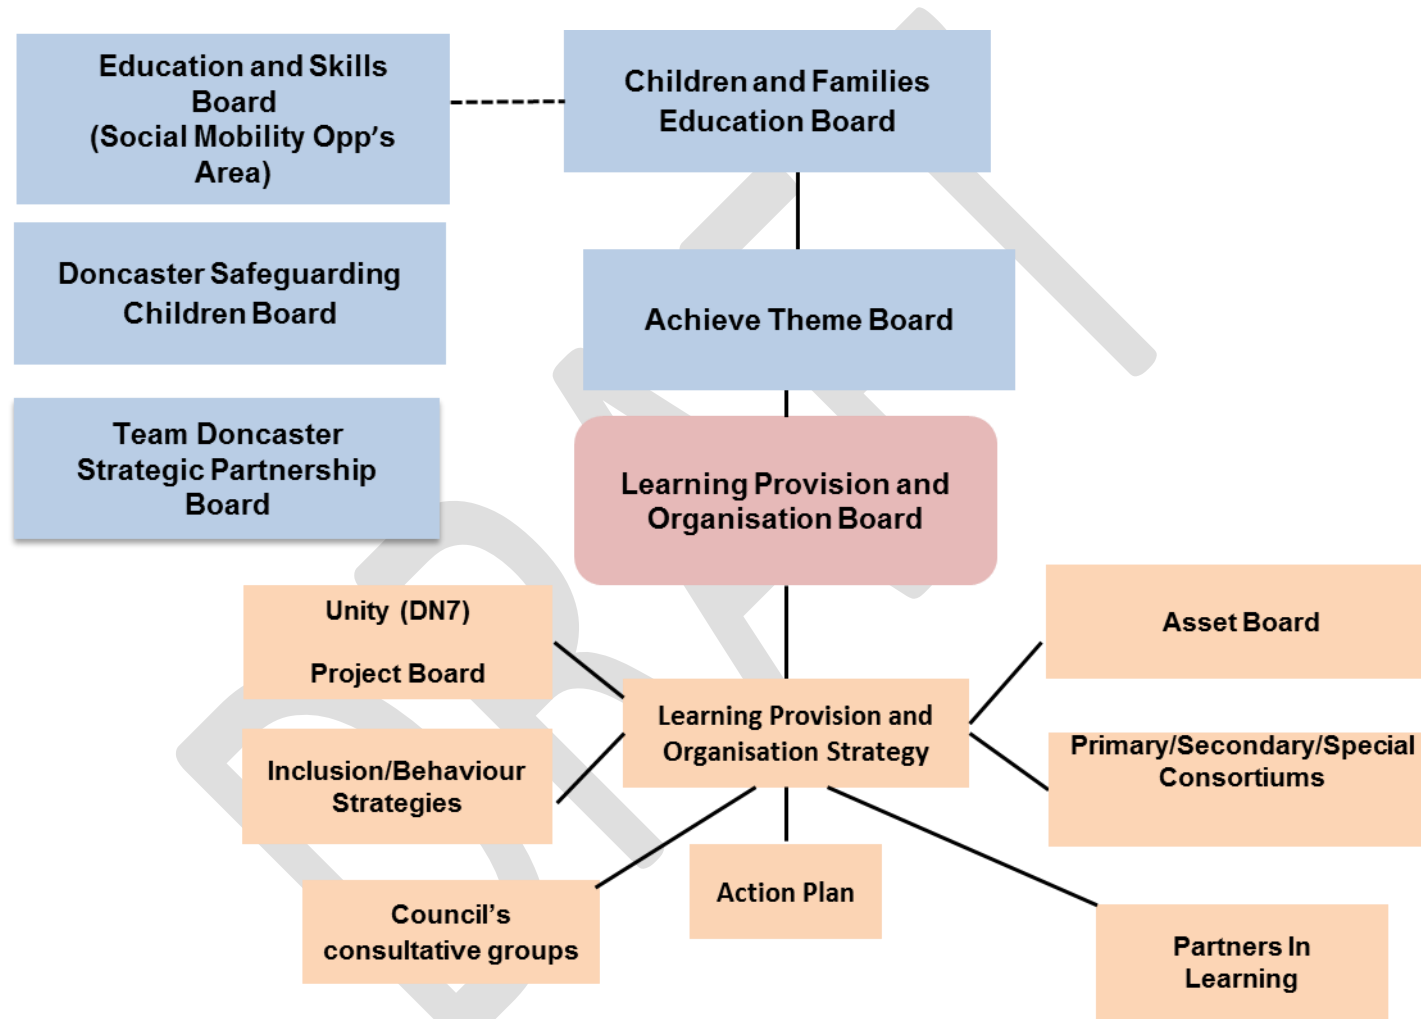 Education and Skills
Board
(Social Mobility Opp's
Area)
Children and Families
Education Board
Doncaster Safeguarding
Children Board
Achieve Theme Board
Team Doncaster
Strategic Partnership
Board
Learning Provision and
Organisation Board
Unity (DN7)
Project Board
Asset Board
Learning Provision and
Organisation Strategy
Inclusion/Behaviour
Strategies
Primary/Secondary/Special
Consortiums
Council's
consultative groups
Action Plan
Partners In
Learning
DRAFT